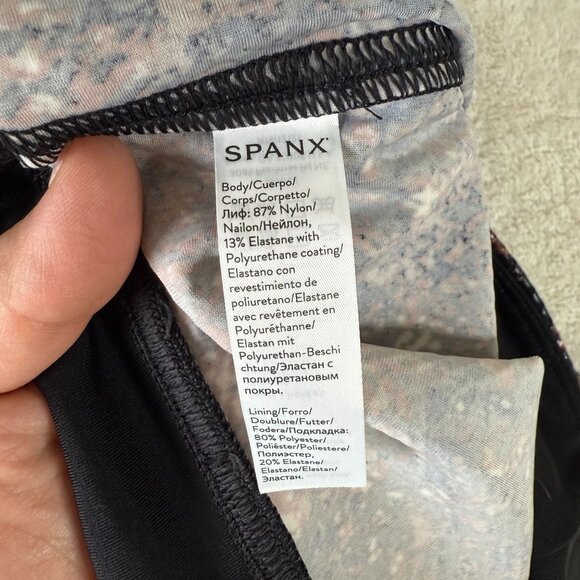 SPANX
Body/Cuerpo/
Corps/Corpetto/
Лиф: 87% Nylon/
Nailon/Нейлон,
13% Elastane with
Polyurethane coating/
Elastano con
revestimiento de
poliuretano/Elastane
avec revêtement en
Polyuréthanne/
Elastan mit
Polyurethan-Beschi
chtung/Эластан с
полиуретановым
покры.
Lining/Forro/
Doublure/Futter/
Fodera/Подкладка:
80% Polyester/
Poliéster/Poliestere/
Полиэстер,
20% Elastane/
Elastano/Elastan/
Эластан.